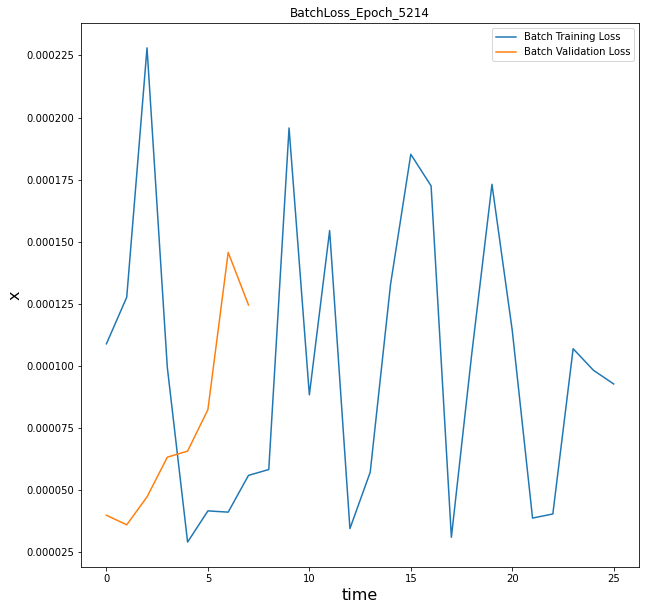 BatchLoss_Epoch_5214
Batch Training Loss
Batch Validation Loss
0.000225
0.000200
0.000175
0.000150
0.000125
0.000100
0.000075
0.000050
0.000025
x
0 5 10 15 20 25
time